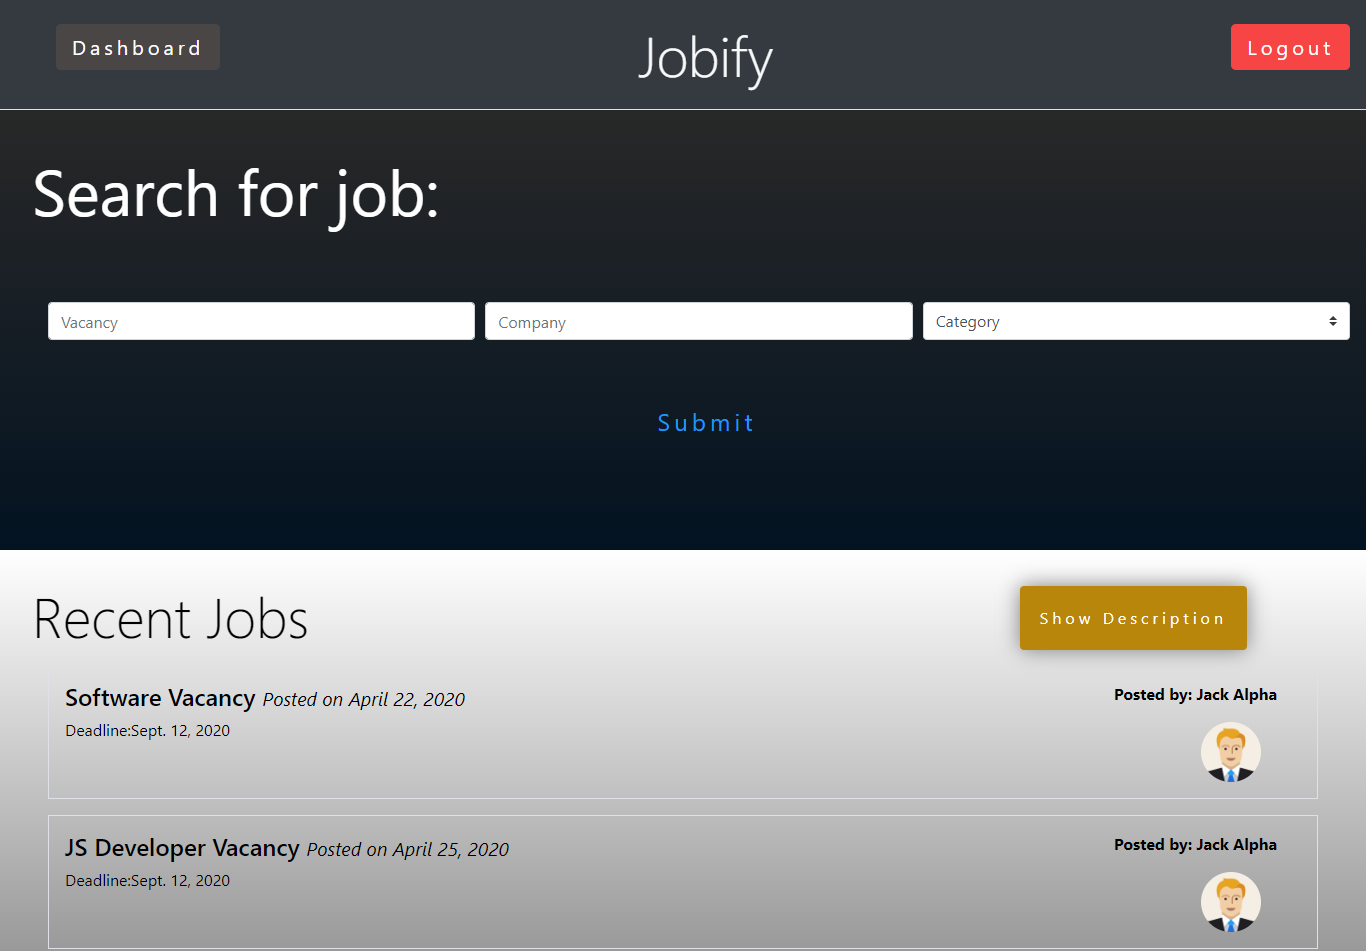 Dashboard
Jobify
Logout
Search for job:
Vacancy
Company
Category
Submit
Recent Jobs
Show Description
Software Vacancy Posted on April 22, 2020
Posted by: Jack Alpha
Deadline:Sept. 12, 2020
JS Developer Vacancy Posted on April 25, 2020
Posted by: Jack Alpha
Deadline:Sept. 12, 2020